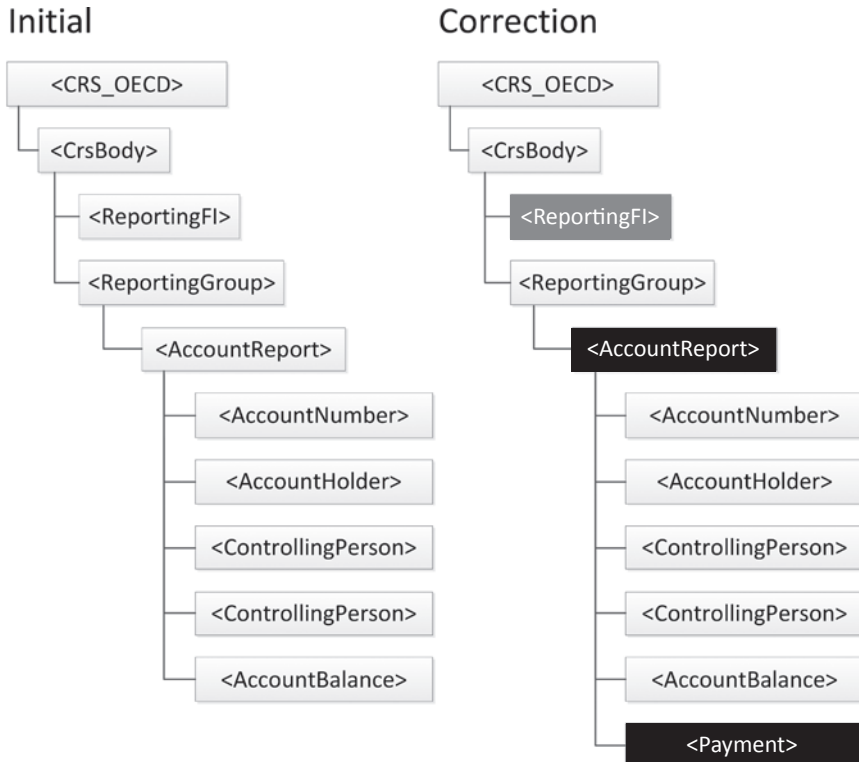 Initial
<CRS_OECD>
<CrsBody>
<ReportingFI>
<ReportingGroup>
<AccountReport>
<AccountNumber>
<AccountHolder>
<ControllingPerson>
<ControllingPerson>
<AccountBalance>
Correction
<CRS_OECD>
<CrsBody>
<ReportingFI>
<ReportingGroup>
<AccountReport>
<AccountNumber>
<AccountHolder>
<ControllingPerson>
<ControllingPerson>
<AccountBalance>
<Payment>